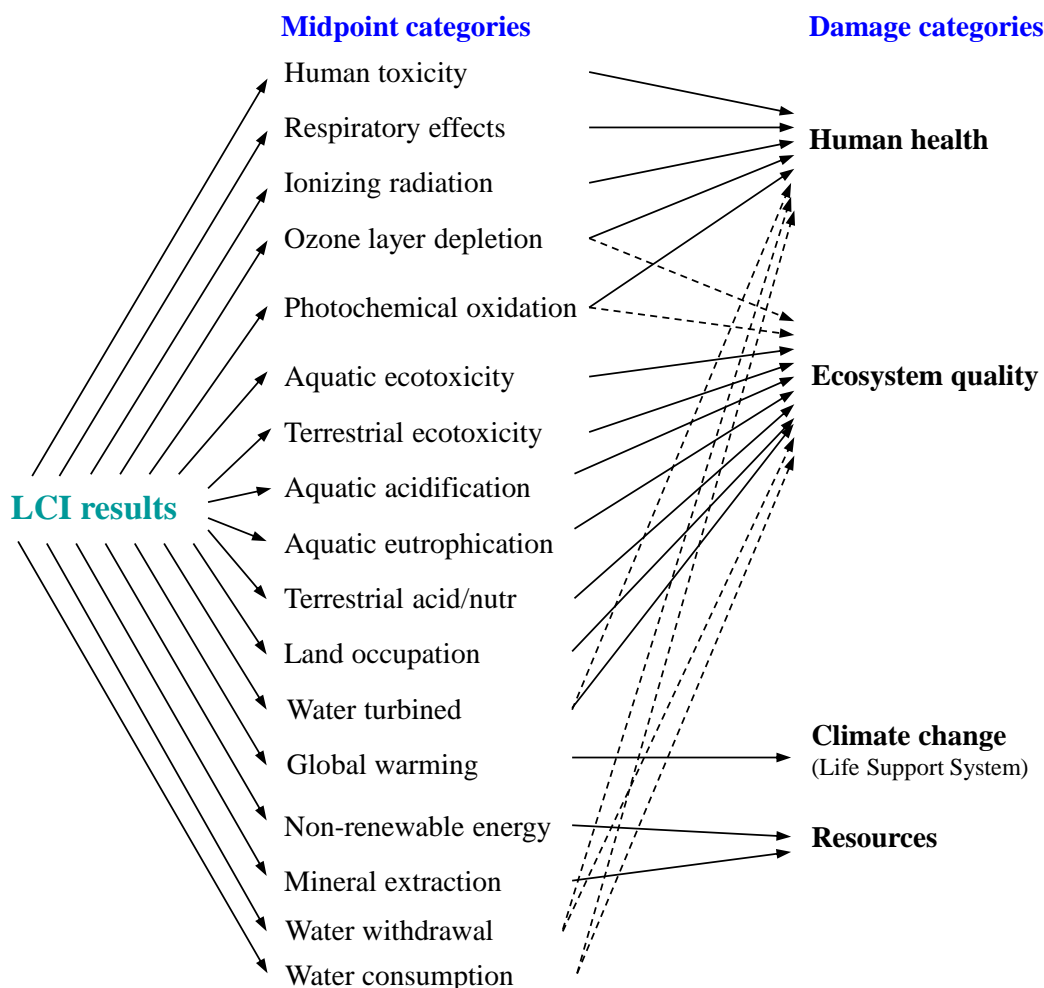 Midpoint categories
Damage categories
Human toxicity
Respiratory effects
Human health
Ionizing radiation
Ozone layer depletion
Photochemical oxidation
Aquatic ecotoxicity
Ecosystem quality
Terrestrial ecotoxicity
Aquatic acidification
LCI results
Aquatic eutrophication
Terrestrial acid/nutr
Land occupation
Water turbined
Climate change
Global warming
(Life Support System)
Non-renewable energy
Resources
Mineral extraction
Water withdrawal
Water consumption